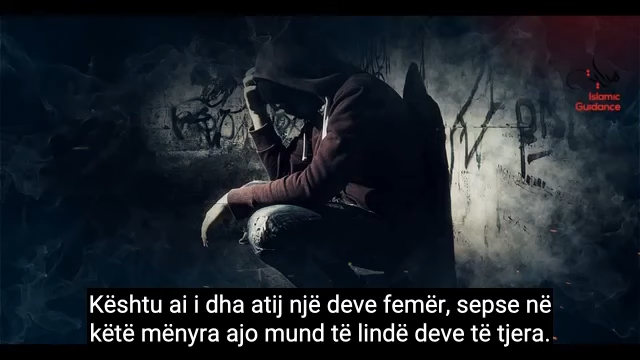 Islamic
Guidance
Kështu ai i dha atij një deve femër, sepse në
këtë mënyra ajo mund të lindë deve të tjera.